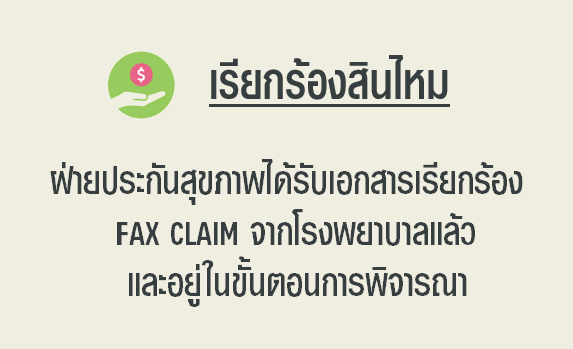 $
เรียกร้องสินไหม
ฝ่ายประกันสุขภาพได้รับเอกสารเรียกร้อง
FAX CLAIM จากโรงพยาบาลแล้ว
และอยู่ในขั้นตอนการพิจารณา